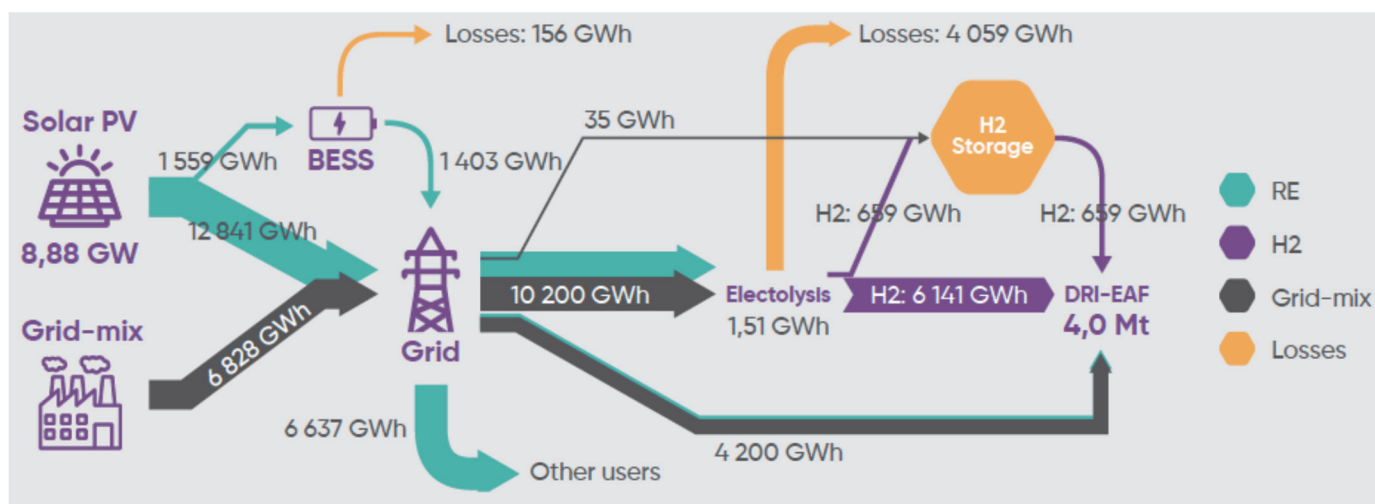 Losses: 156 GWh
Losses: 4 059 GWh
Solar PV
1 559 GWh
BESS
1 403 GWh
35 GWh
H2
Storage
12 841 GWh
8,88 GW
H2: 659 GWh
H2: 659 GWh
RE
H2
Grid-mix
Losses
10 200 GWh
Electolysis
1,51 GWh
H2: 6 141 GWh
DRI-EAF
4,0 Mt
Grid-mix
6 828 GWh
Grid
6 637 GWh
4 200 GWh
Other users